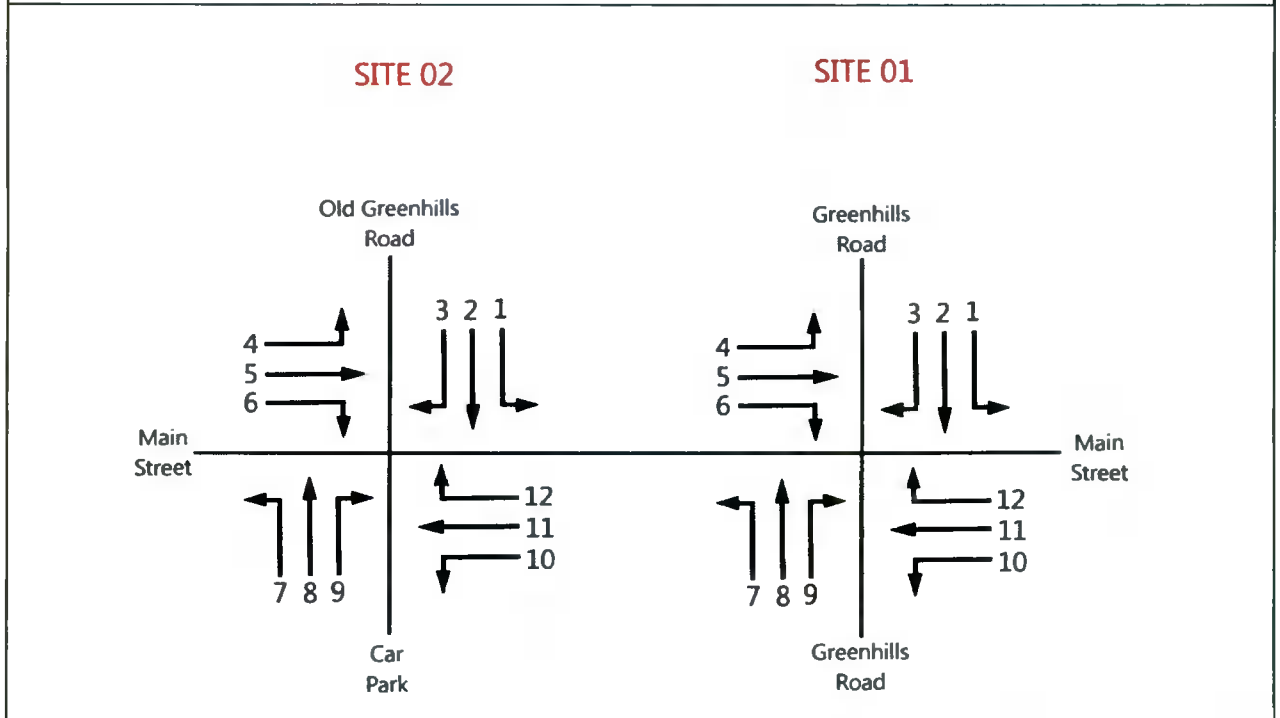 SITE 02
SITE 01
Old Greenhills
Road
Greenhills
Road
3 2 1
3 2 1
4
5
6
4
5
6
Main
Street
Main
Street
12
11
10
12
11
10
7 8 9
7 8 9
Car
Park
Greenhills
Road